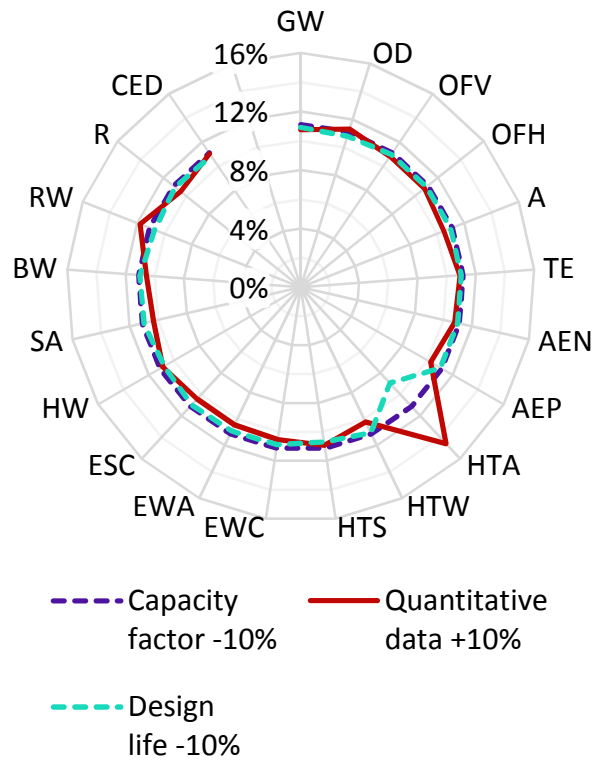 GW
16%
OD
CED
OFV
12%
R
OFH
8%
RW
A
4%
BW
0%
TE
SA
AEN
HW
AEP
ESC
HTA
EWA
HTW
EWC
HTS
Capacity
factor -10%
Quantitative
data +10%
Design
life -10%